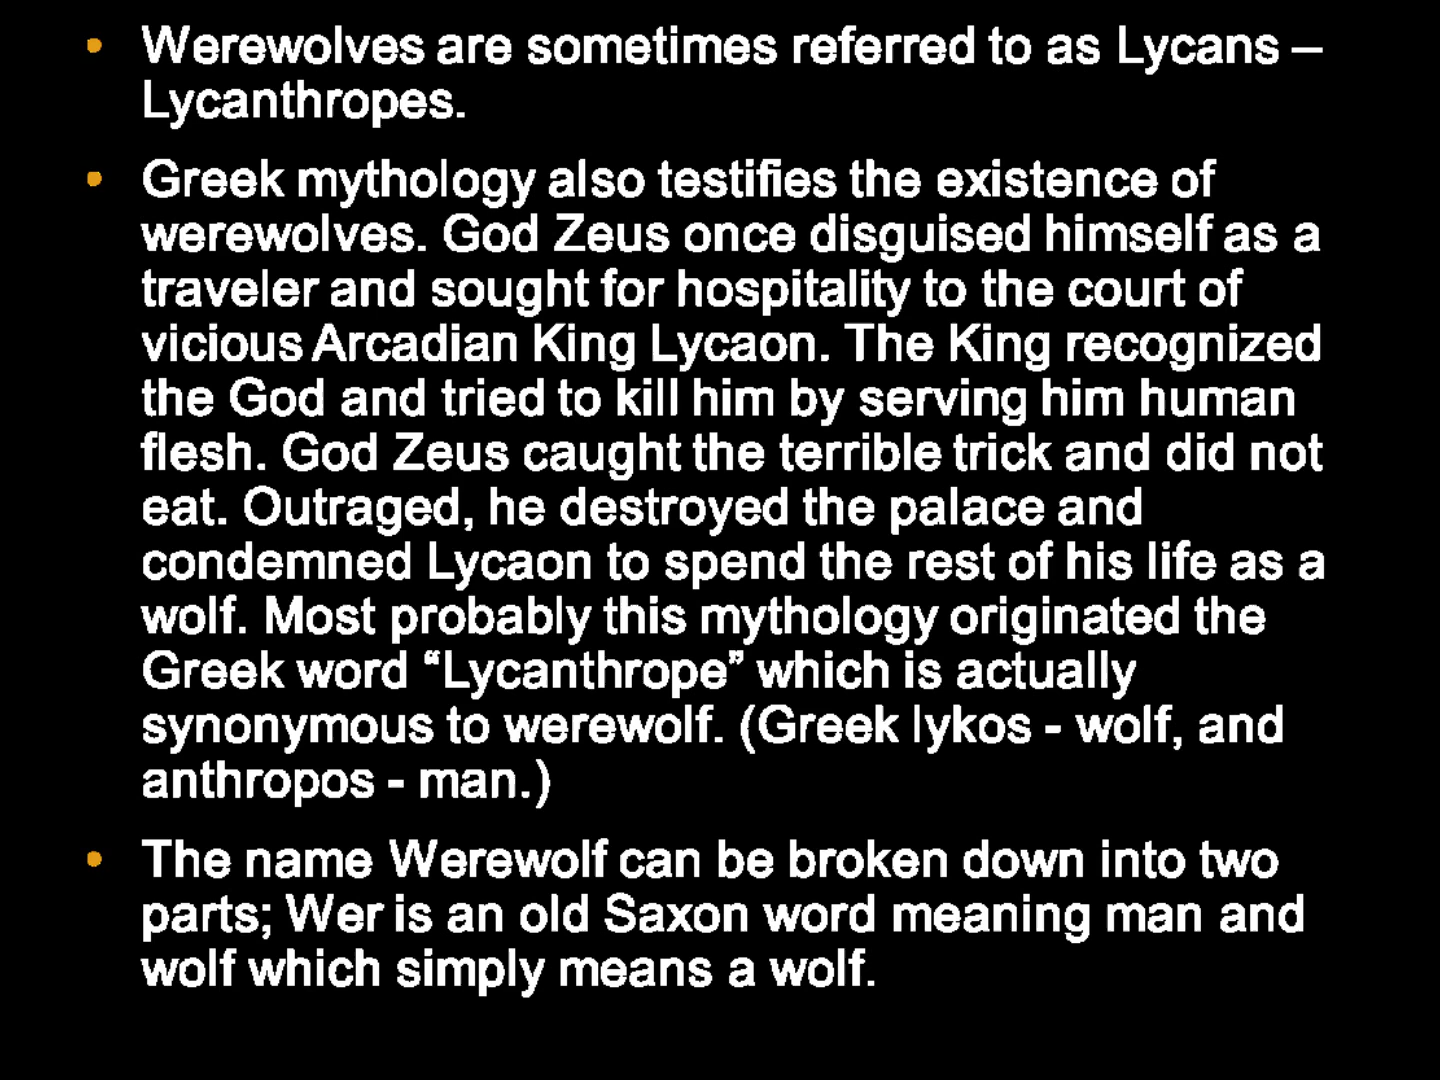 • Werewolves are sometimes referred to as Lycans –
Lycanthropes.
• Greek mythology also testifies the existence of
werewolves. God Zeus once disguised himself as a
traveler and sought for hospitality to the court of
vicious Arcadian King Lycaon. The King recognized
the God and tried to kill him by serving him human
flesh. God Zeus caught the terrible trick and did not
eat. Outraged, he destroyed the palace and
condemned Lycaon to spend the rest of his life as a
wolf. Most probably this mythology originated the
Greek word “Lycanthrope” which is actually
synonymous to werewolf. (Greek lykos - wolf, and
anthropos - man.)
• The name Werewolf can be broken down into two
parts; Wer is an old Saxon word meaning man and
wolf which simply means a wolf.